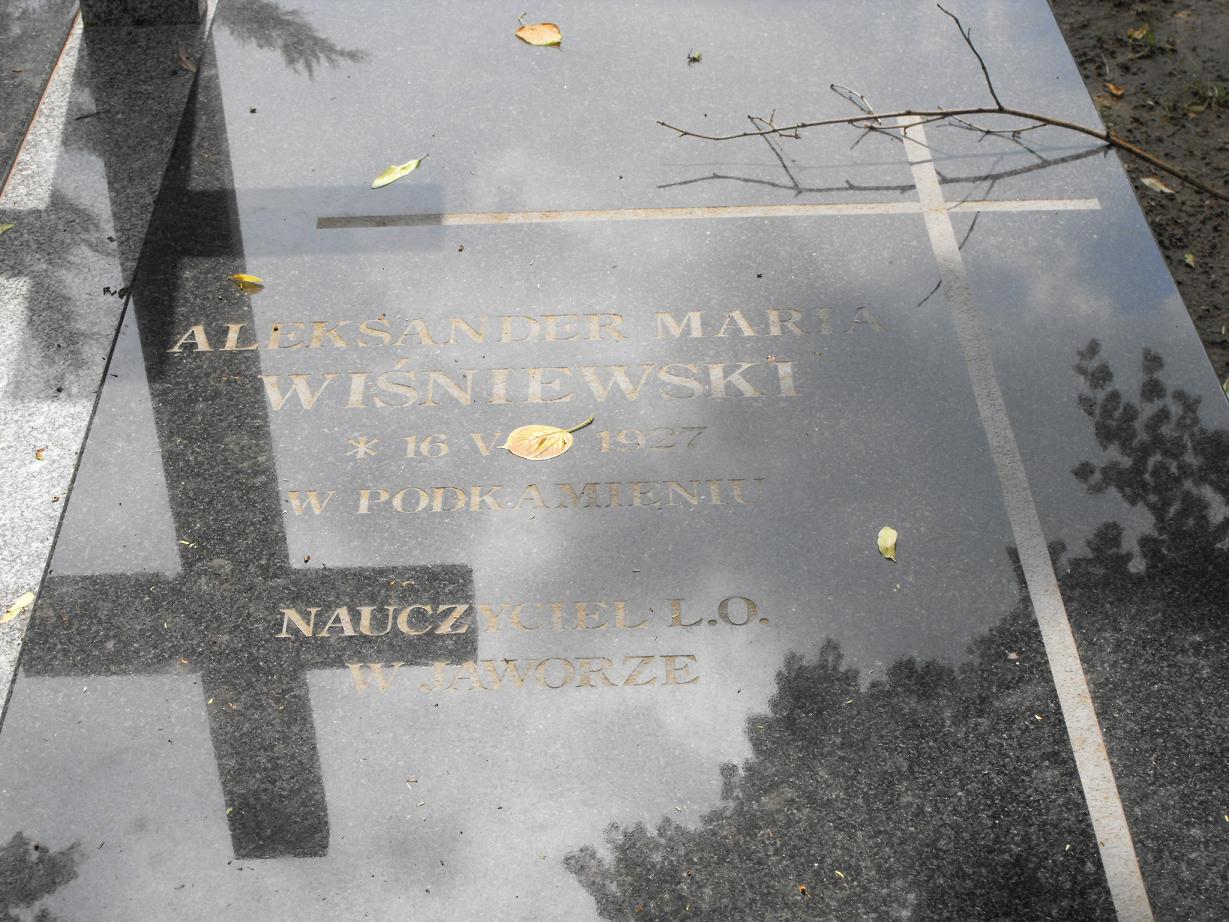 ALEKSANDER MARIA
WIŚNIEWSKI
* 16 1927
W PODKAMIENIU
NAUCZYCIEL L.O.
W JAWORZE